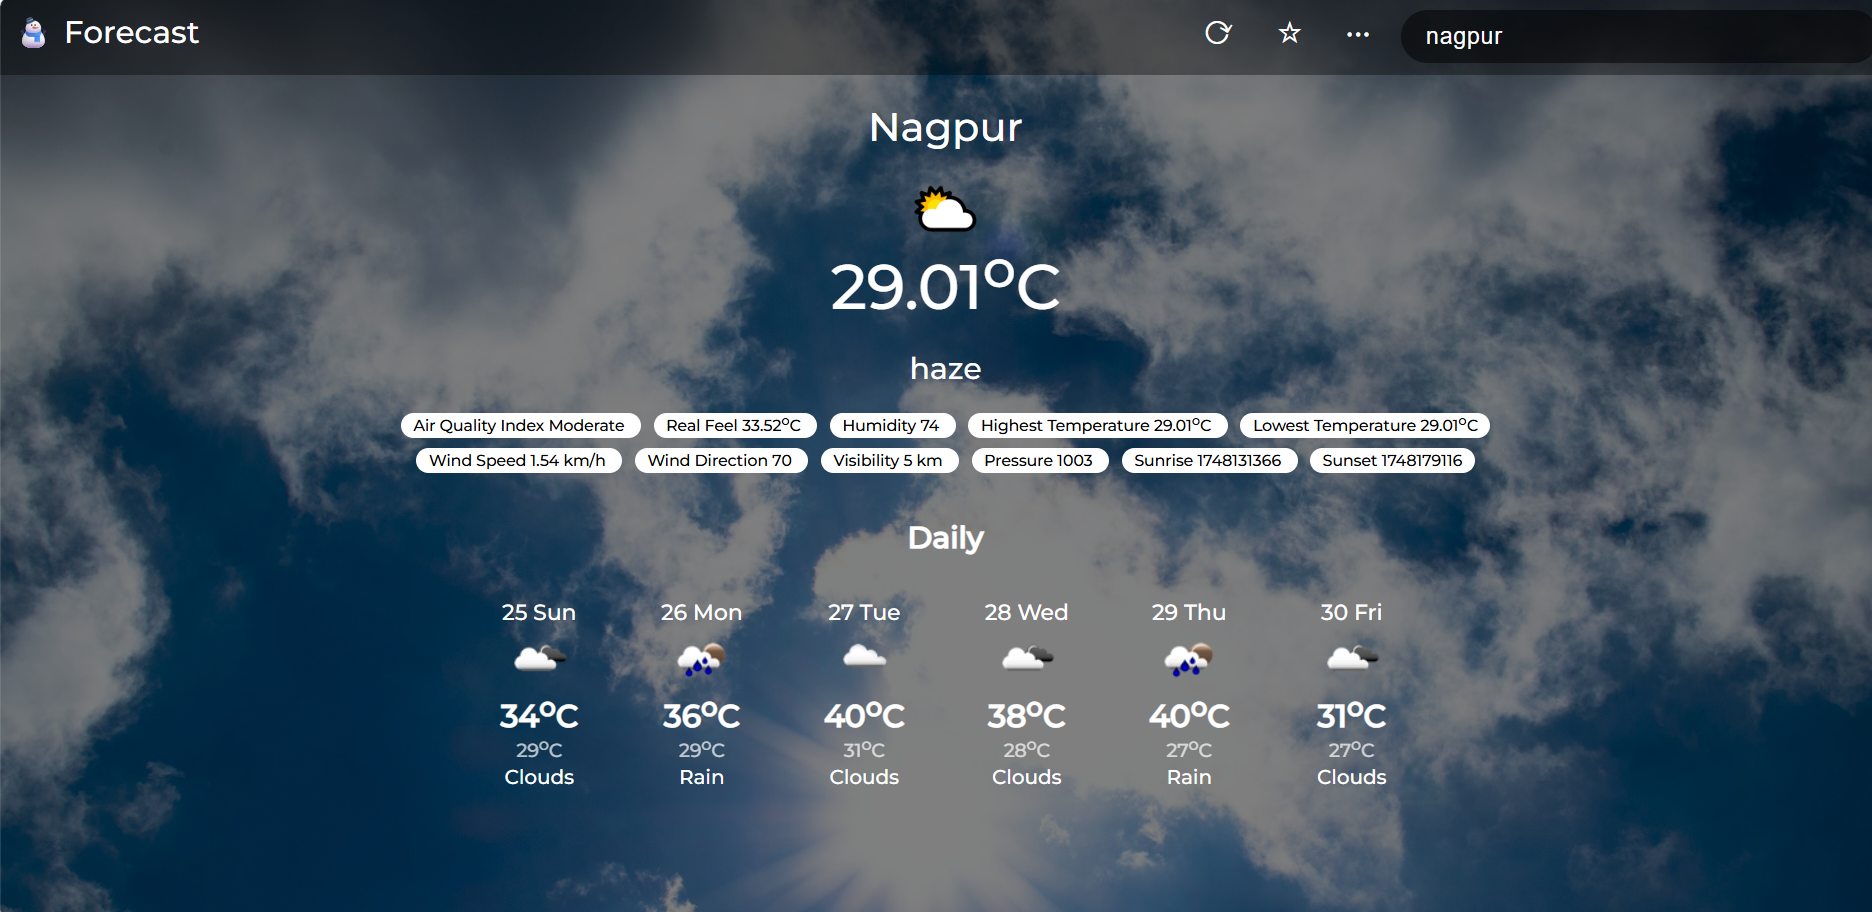 Forecast
nagpur
Nagpur
29.01°C
haze
Air Quality Index Moderate Real Feel 33.52°C Humidity 74 Highest Temperature 29.01°C Lowest Temperature 29.01°C
Wind Speed 1.54 km/h Wind Direction 70 Visibility 5 km Pressure 1003 Sunrise 1748131366 Sunset 1748179116
Daily
25 Sun 26 Mon 27 Tue 28 Wed 29 Thu 30 Fri
34°C 36°C 40°C 38°C 40°C 31°C
29°C 29°C 31°C 28°C 27°C 27°C
Clouds Rain Clouds Clouds Rain Clouds